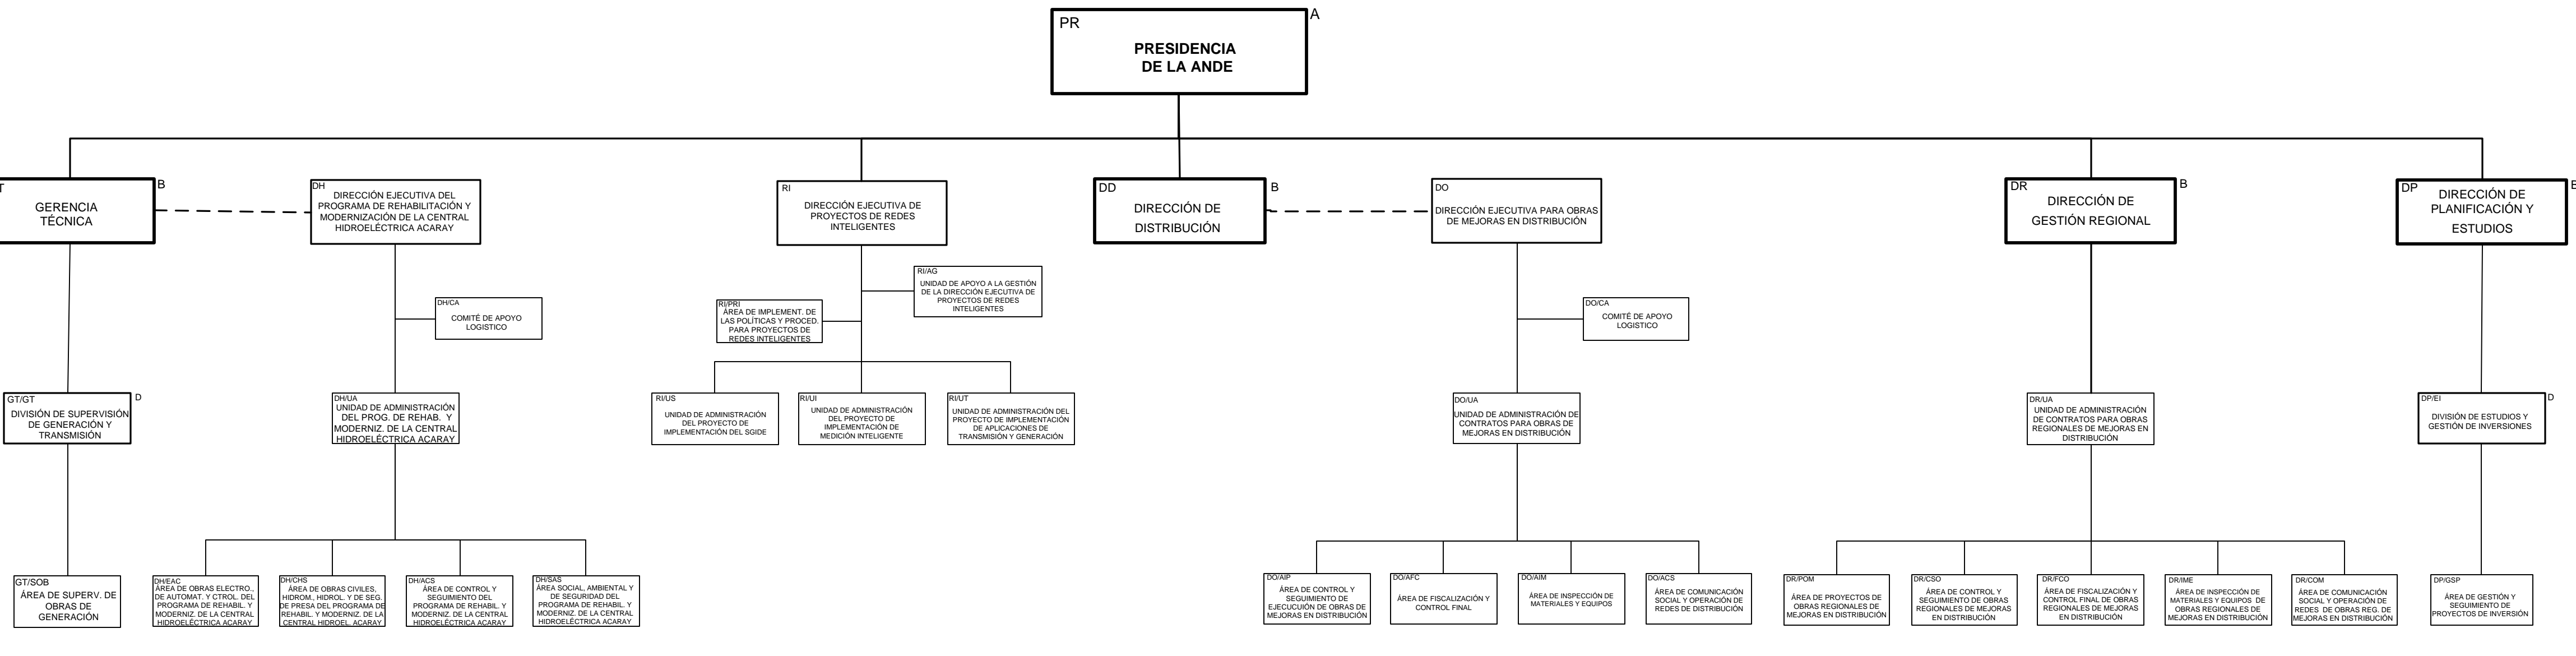 PR
A
PRESIDENCIA
DE LA ANDE
T
B
GERENCIA
TÉCNICA
DH
DIRECCIÓN EJECUTIVA DEL
PROGRAMA DE REHABILITACIÓN Y
MODERNIZACIÓN DE LA CENTRAL
HIDROELÉCTRICA ACARAY
RI
DIRECCIÓN EJECUTIVA DE
PROYECTOS DE REDES
INTELIGENTES
DD
B
DIRECCIÓN DE
DISTRIBUCIÓN
DO
DIRECCIÓN EJECUTIVA PARA OBRAS
DE MEJORAS EN DISTRIBUCIÓN
DR
B
DIRECCIÓN DE
GESTIÓN REGIONAL
DP
DIRECCIÓN DE
PLANIFICACIÓN Y
ESTUDIOS
RI/AG
UNIDAD DE APOYO A LA GESTIÓN
DE LA DIRECCIÓN EJECUTIVA DE
PROYECTOS DE REDES
INTELIGENTES
DH/CA
COMITÉ DE APOYO
LOGISTICO
RI/PRI
ÁREA DE IMPLEMENT. DE
LAS POLÍTICAS Y PROCED.
PARA PROYECTOS DE
REDES INTELIGENTES
DO/CA
COMITÉ DE APOYO
LOGISTICO
GT/GT
D
DIVISIÓN DE SUPERVISIÓN
DE GENERACIÓN Y
TRANSMISIÓN
DH/UA
UNIDAD DE ADMINISTRACIÓN
DEL PROG. DE REHAB. Y
MODERNIZ. DE LA CENTRAL
HIDROELÉCTRICA ACARAY
RI/US
UNIDAD DE ADMINISTRACIÓN
DEL PROYECTO DE
IMPLEMENTACIÓN DEL SGIDE
RI/UI
UNIDAD DE ADMINISTRACIÓN
DEL PROYECTO DE
IMPLEMENTACIÓN DE
MEDICIÓN INTELIGENTE
RI/UT
UNIDAD DE ADMINISTRACIÓN DEL
PROYECTO DE IMPLEMENTACIÓN
DE APLICACIONES DE
TRANSMISIÓN Y GENERACIÓN
DO/UA
UNIDAD DE ADMINISTRACIÓN DE
CONTRATOS PARA OBRAS DE
MEJORAS EN DISTRIBUCIÓN
DR/UA
UNIDAD DE ADMINISTRACIÓN
DE CONTRATOS PARA OBRAS
REGIONALES DE MEJORAS EN
DISTRIBUCIÓN
DP/EI
D
DIVISIÓN DE ESTUDIOS Y
GESTIÓN DE INVERSIONES
GT/SOB
ÁREA DE SUPERV. DE
OBRAS DE
GENERACIÓN
DH/EAC
ÁREA DE OBRAS ELECTRO.,
DE AUTOMAT. Y CTROL. DEL
PROGRAMA DE REHABIL. Y
MODERNIZ. DE LA CENTRAL
HIDROELÉCTRICA ACARAY
DH/CHS
ÁREA DE OBRAS CIVILES,
HIDROM., HIDROL. Y DE SEG.
DE PRESA DEL PROGRAMA DE
REHABIL. Y MODERNIZ. DE LA
CENTRAL HIDROEL. ACARAY
DH/ACS
ÁREA DE CONTROL Y
SEGUIMIENTO DEL
PROGRAMA DE REHABIL. Y
MODERNIZ. DE LA CENTRAL
HIDROELÉCTRICA ACARAY
DH/SAS
ÁREA SOCIAL, AMBIENTAL Y
DE SEGURIDAD DEL
PROGRAMA DE REHABIL. Y
MODERNIZ. DE LA CENTRAL
HIDROELÉCTRICA ACARAY
DO/AIP
ÁREA DE CONTROL Y
SEGUIMIENTO DE
EJECUCUIÓN DE OBRAS DE
MEJORAS EN DISTRIBUCIÓN
DO/AFC
ÁREA DE FISCALIZACIÓN Y
CONTROL FINAL
DO/AIM
ÁREA DE INSPECCIÓN DE
MATERIALES Y EQUIPOS
DO/ACS
ÁREA DE COMUNICACIÓN
SOCIAL Y OPERACIÓN DE
REDES DE DISTRIBUCIÓN
DR/POM
ÁREA DE PROYECTOS DE
OBRAS REGIONALES DE
MEJORAS EN DISTRIBUCIÓN
DR/CSO
ÁREA DE CONTROL Y
SEGUIMIENTO DE OBRAS
REGIONALES DE MEJORAS
EN DISTRIBUCIÓN
DR/FCO
ÁREA DE FISCALIZACIÓN Y
CONTROL FINAL DE OBRAS
REGIONALES DE MEJORAS
EN DISTRIBUCIÓN
DR/IME
ÁREA DE INSPECCIÓN DE
MATERIALES Y EQUIPOS DE
OBRAS REGIONALES DE
MEJORAS EN DISTRIBUCIÓN
DR/COM
ÁREA DE COMUNICACIÓN
SOCIAL Y OPERACIÓN DE
REDES DE OBRAS REG. DE
MEJORAS EN DISTRIBUCIÓN
DP/GSP
ÁREA DE GESTIÓN Y
SEGUIMIENTO DE
PROYECTOS DE INVERSIÓN